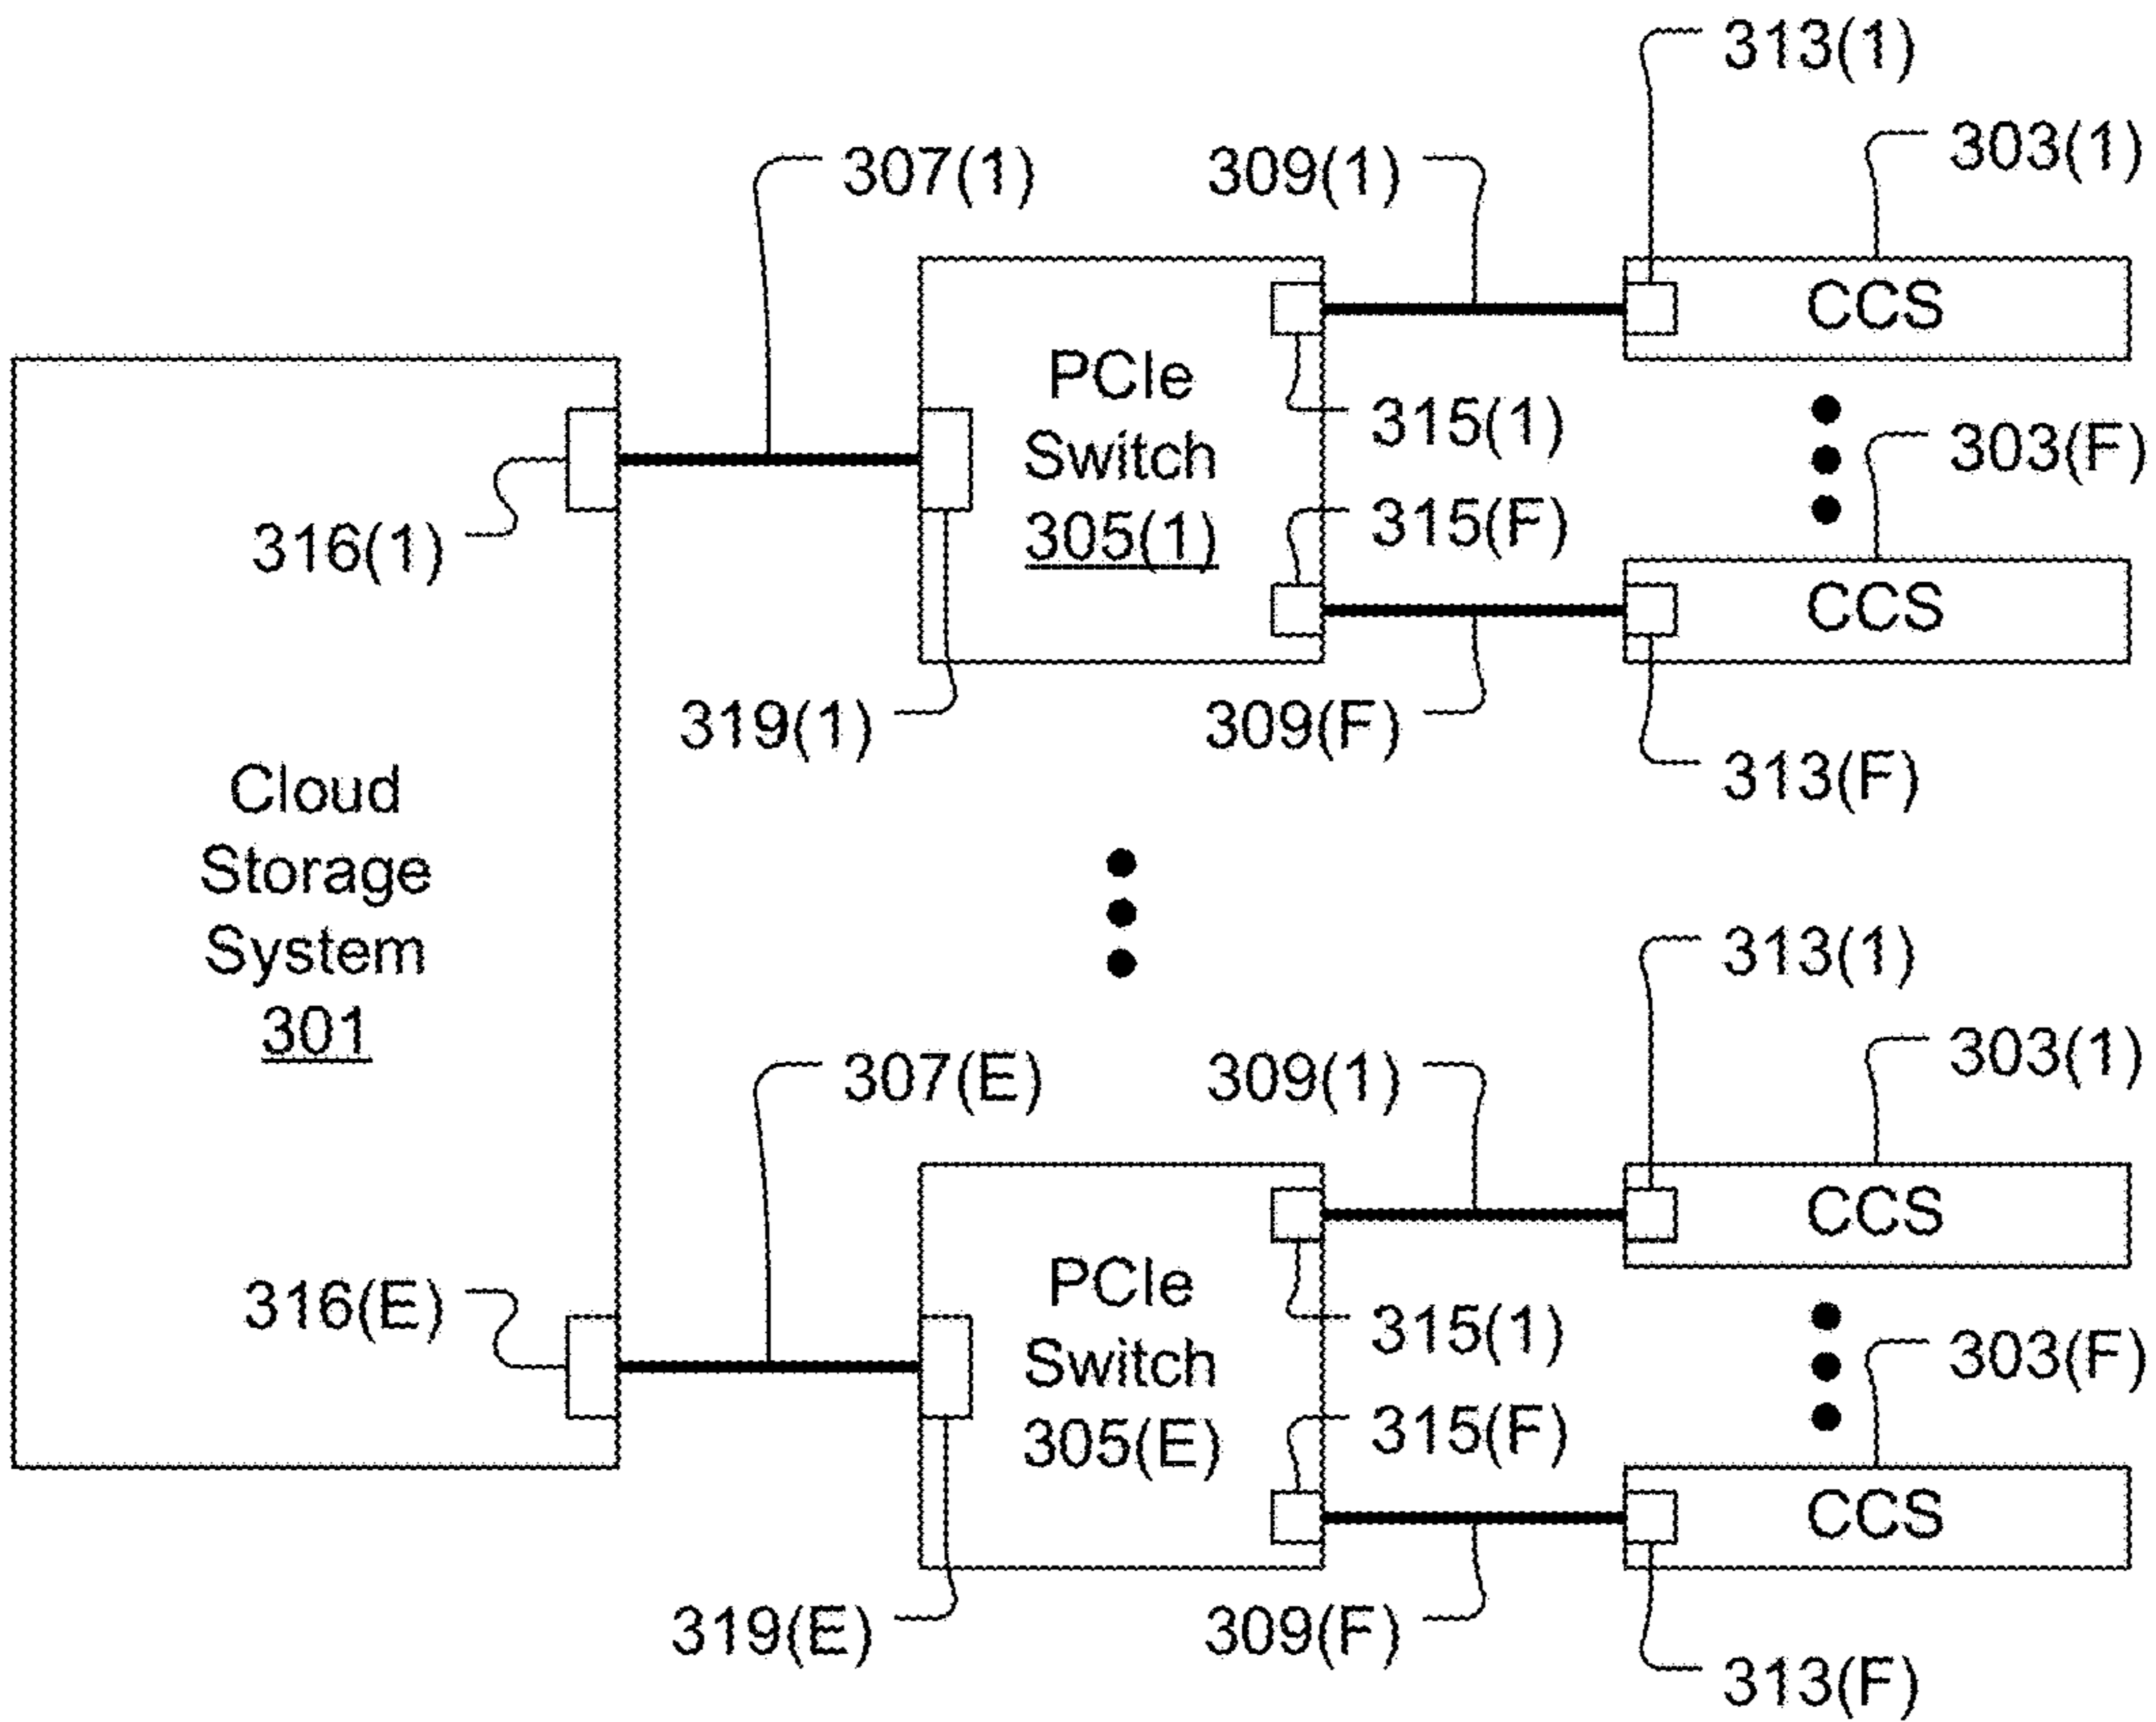 313(1)
303(1)
307(1)
309(1)
CCS
PCIe
Switch
305(1)
315(1)
303(F)
315(F)
316(1)
CCS
319(1)
309(F)
313(F)
Cloud
Storage
System
301
313(1)
303(1)
307(E)
309(1)
CCS
PCIe
Switch
305(E)
316(E)
315(1)
303(F)
315(F)
CCS
319(E)
309(F)
313(F)